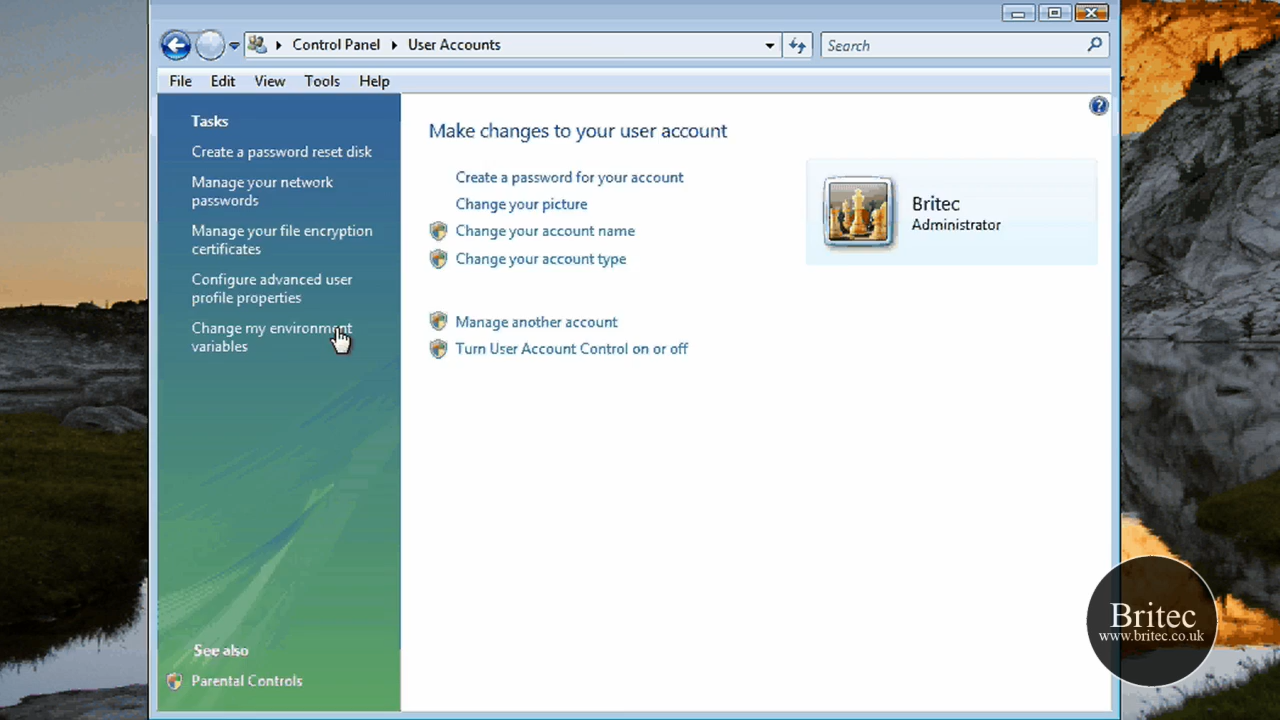 Control Panel
User Accounts
Search
File Edit View Tools Help
Tasks
Create a password reset disk
Manage your network
passwords
Manage your file encryption
certificates
Configure advanced user
profile properties
Change my environment
variables
See also
Parental Controls
Make changes to your user account
Create a password for your account
Change your picture
Change your account name
Change your account type
Manage another account
Turn User Account Control on or off
Britec
Administrator
Britec
www.britec.co.uk